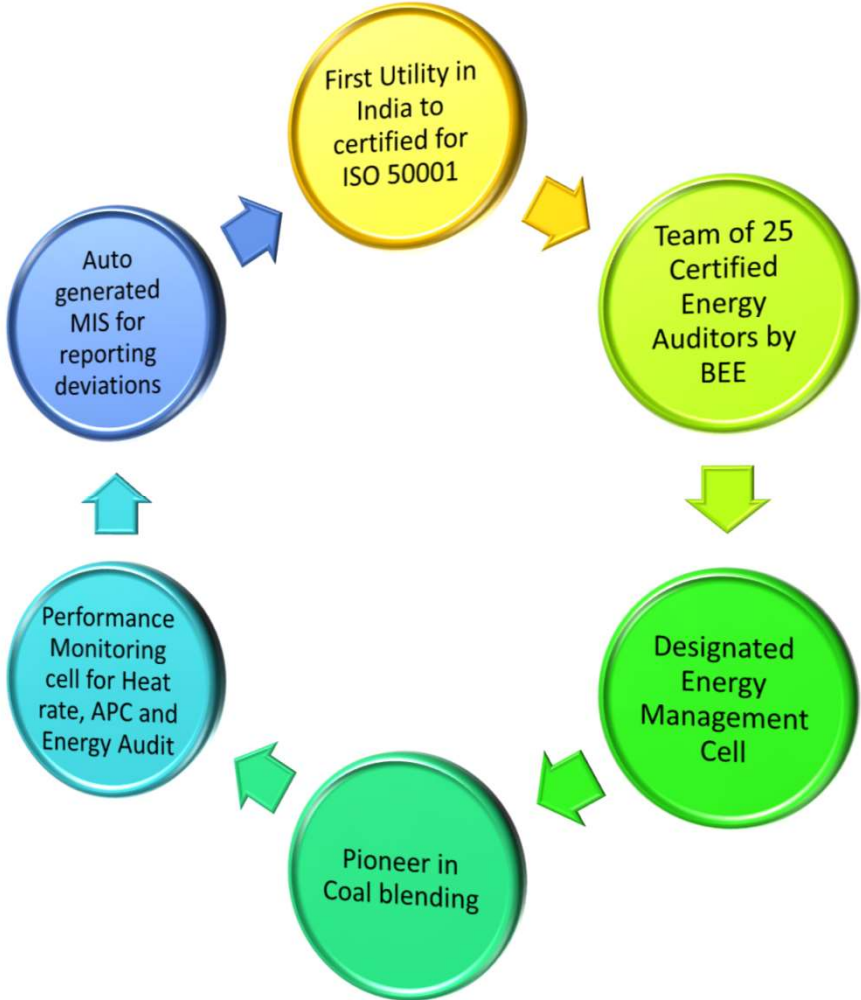 First Utility in
India to
certified for
ISO 50001
Team of 25
Certified
Energy
Auditors by
BEE
Designated
Energy
Management
Cell
Pioneer in
Coal blending
Performance
Monitoring
cell for Heat
rate, APC and
Energy Audit
Auto
generated
MIS for
reporting
deviations